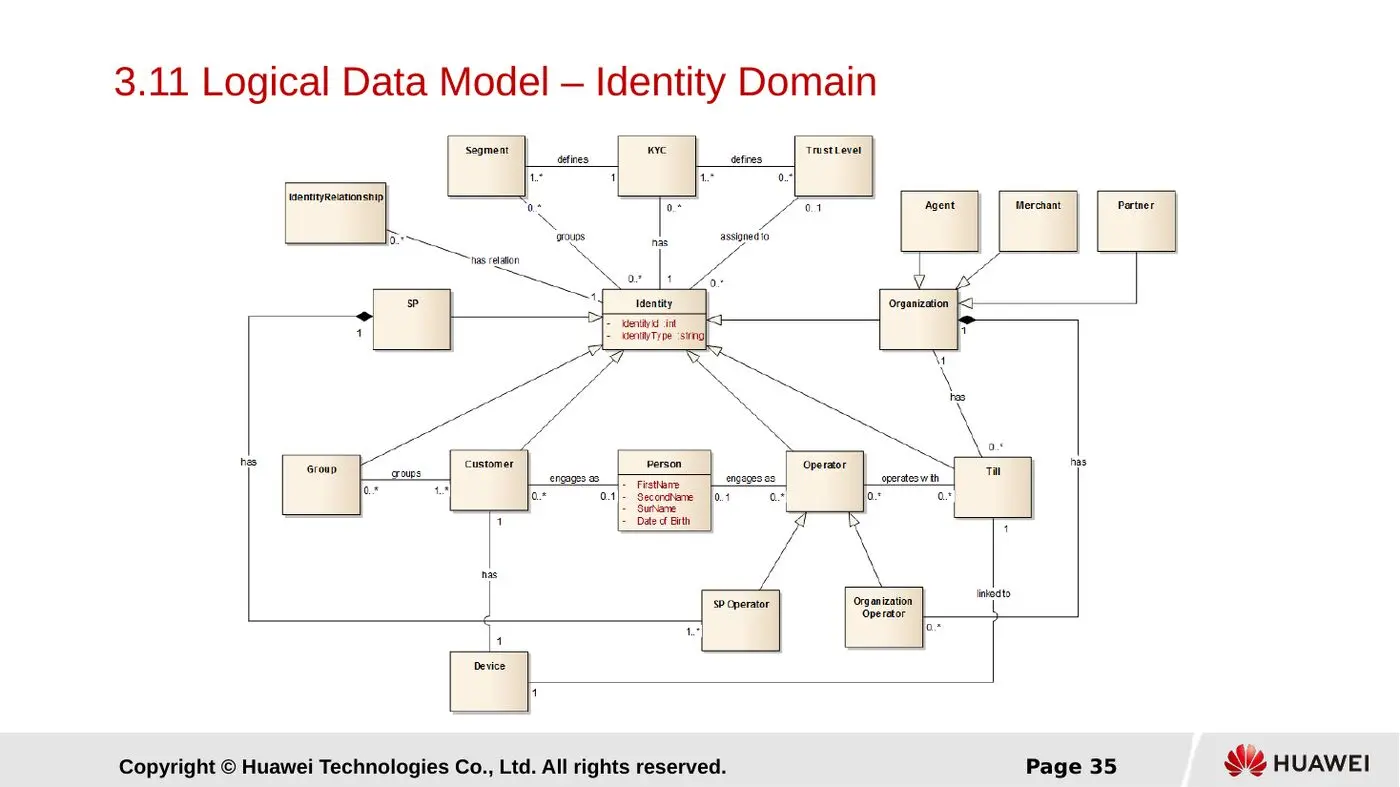 3.11 Logical Data Model – Identity Domain
Segment
defines
1..*
1
KYC
defines
1..*
0..*
Trust Level
IdentityRelationship
0..*
0..*
0..*
0..1
Agent
Merchant
Partner
groups
has
assigned to
has relation
0..*
1
0..*
1
SP
1
Identity
- IdentityId :int
- IdentityType :string
Organization
1
1
has
0..*
has
has
Group
groups
0..*
1..*
Customer
engages as
0..*
0..1
Person
- FirstName
- SecondName
- SurName
- Date of Birth
engages as
0..1
0..*
Operator
operates with
0..*
0..*
Till
1
1
has
linked to
SP Operator
1..*
Organization
Operator
0..*
1
Device
1
Copyright © Huawei Technologies Co., Ltd. All rights reserved.
Page 35
HUAWEI